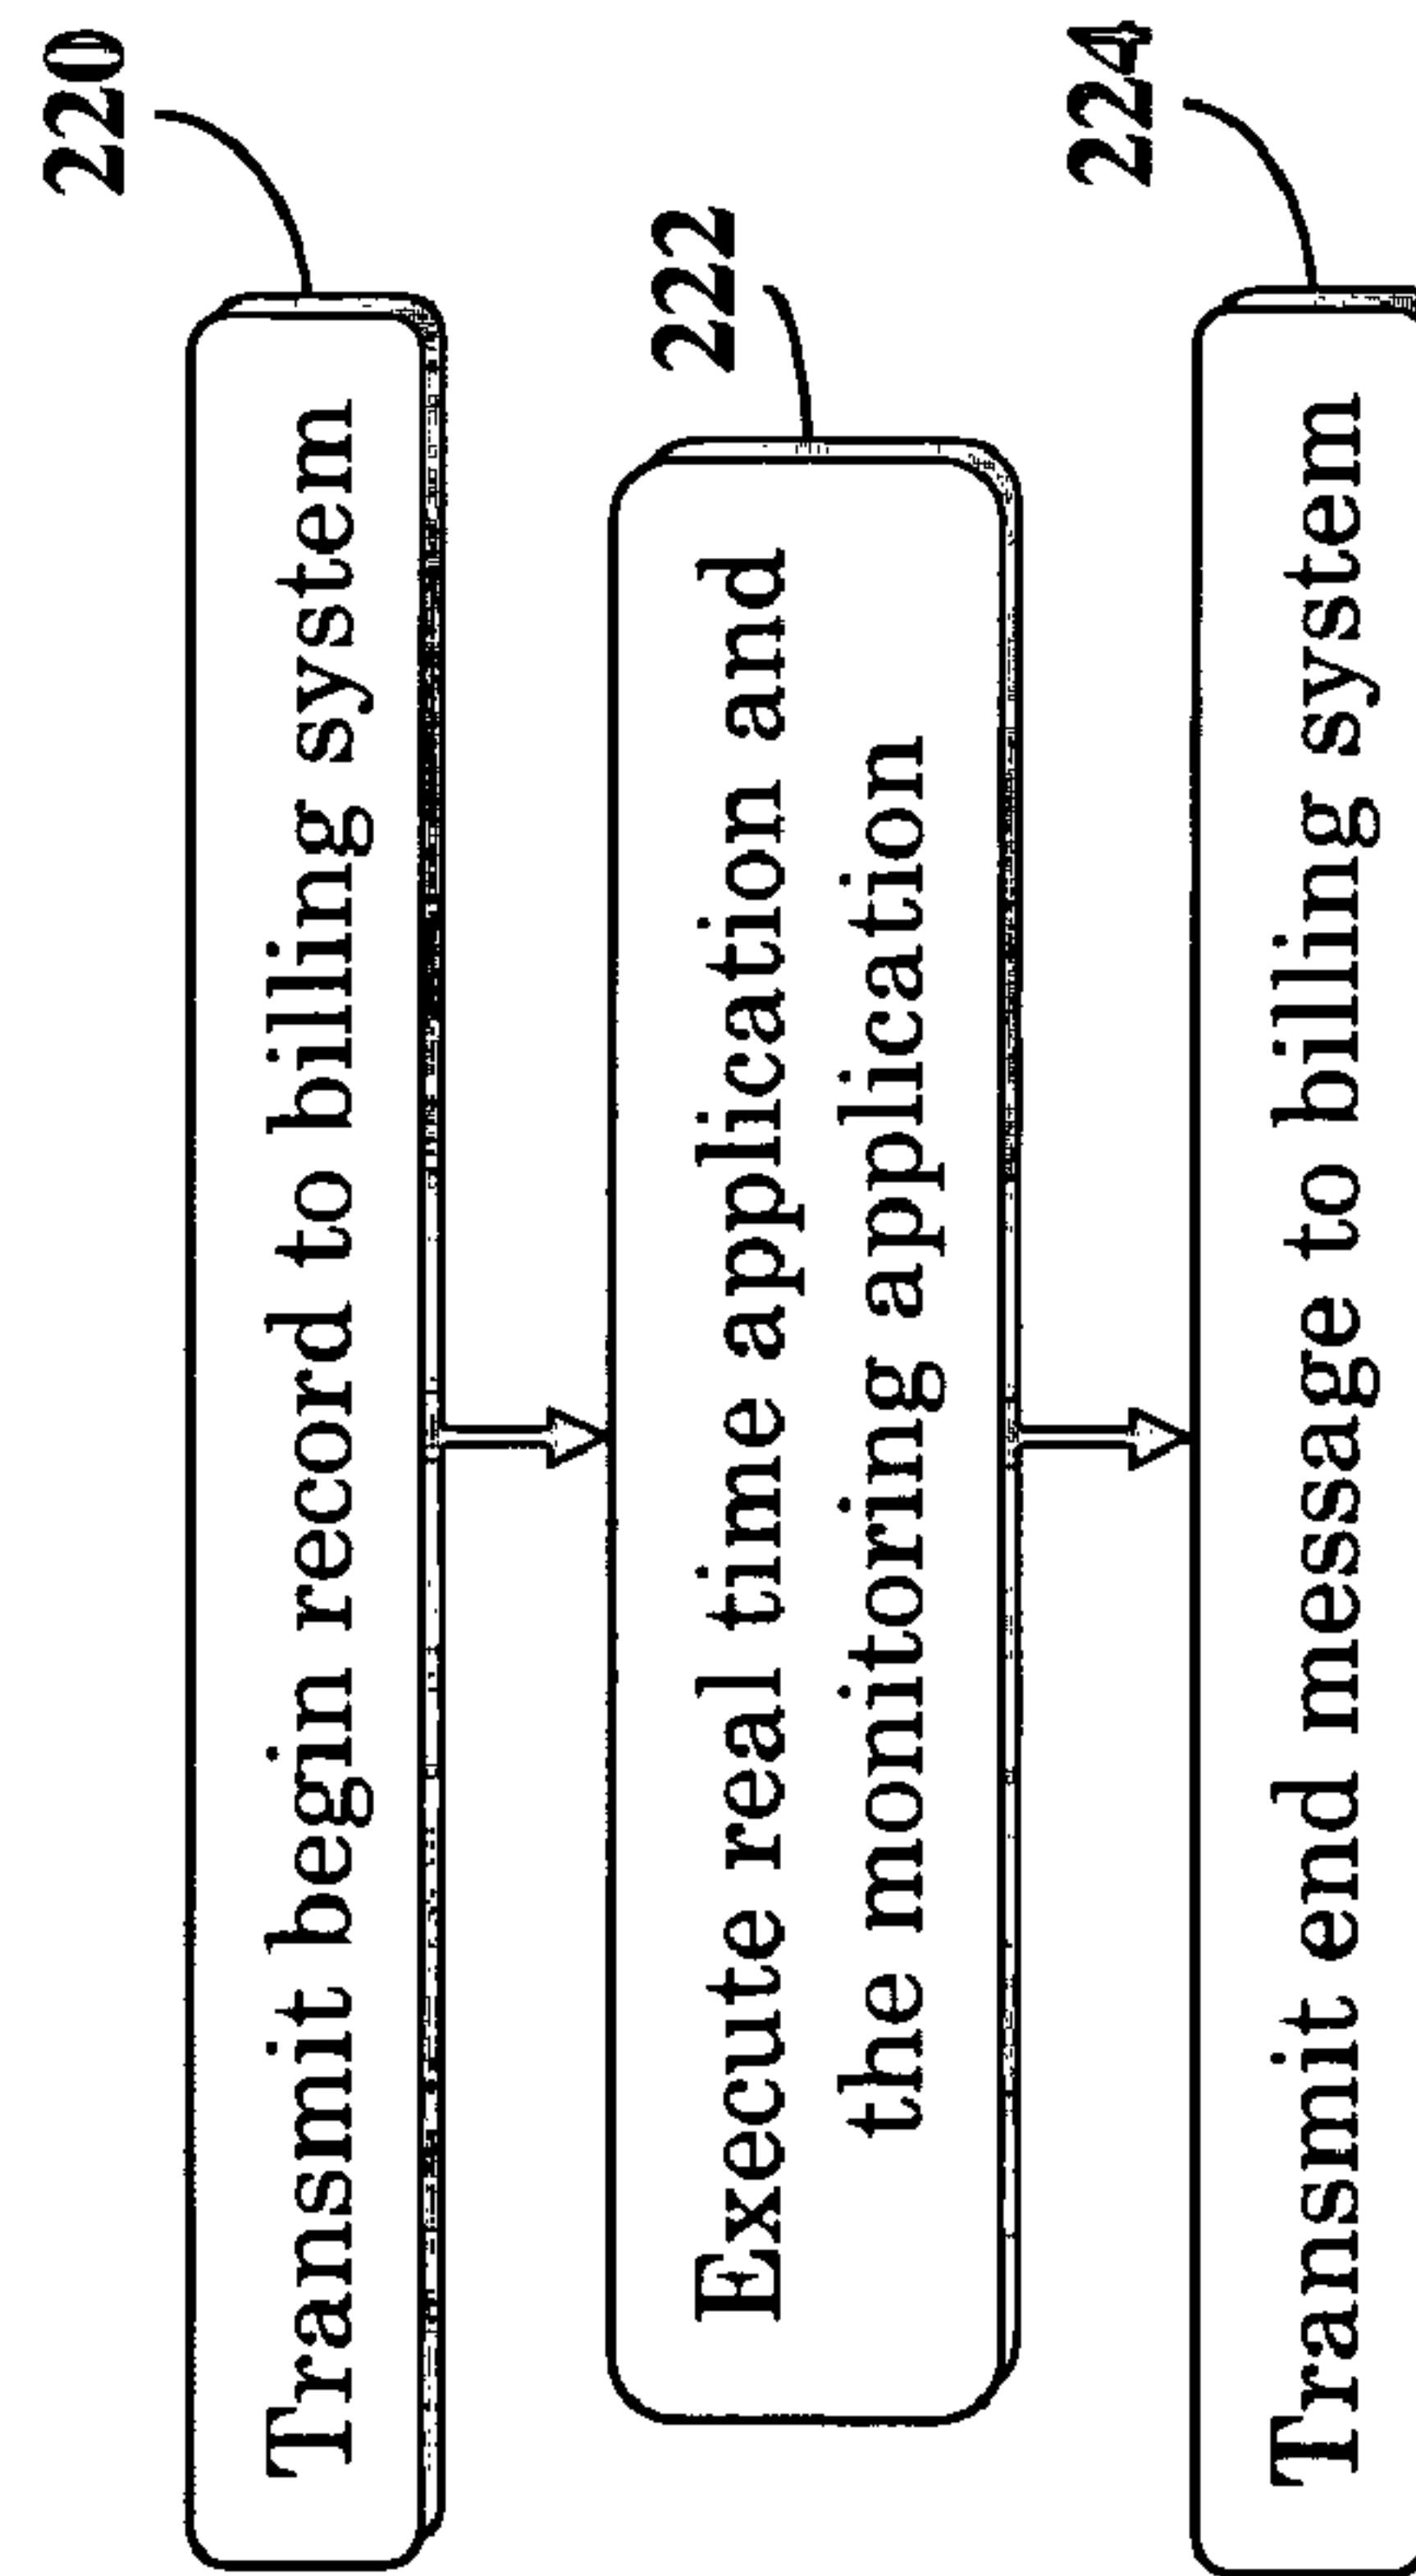 220
Transmit begin record to billing system
222
Execute real time application and
the monitoring application
224
Transmit end message to billing system